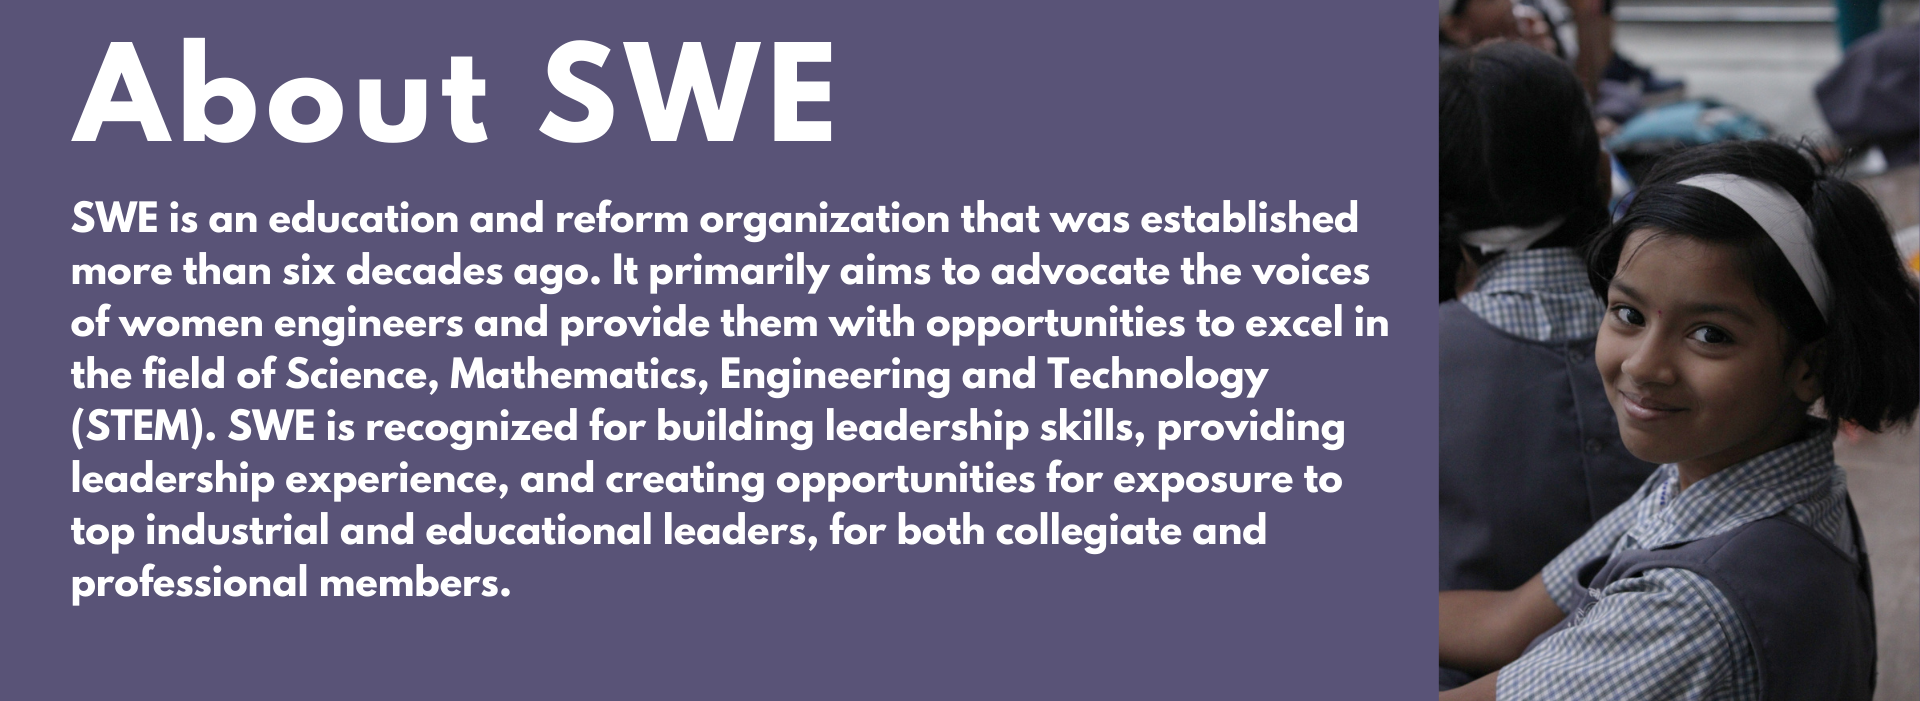 About SWE
SWE is an education and reform organization that was established
more than six decades ago. It primarily aims to advocate the voices
of women engineers and provide them with opportunities to excel in
the field of Science, Mathematics, Engineering and Technology
(STEM). SWE is recognized for building leadership skills, providing
leadership experience, and creating opportunities for exposure to
top industrial and educational leaders, for both collegiate and
professional members.